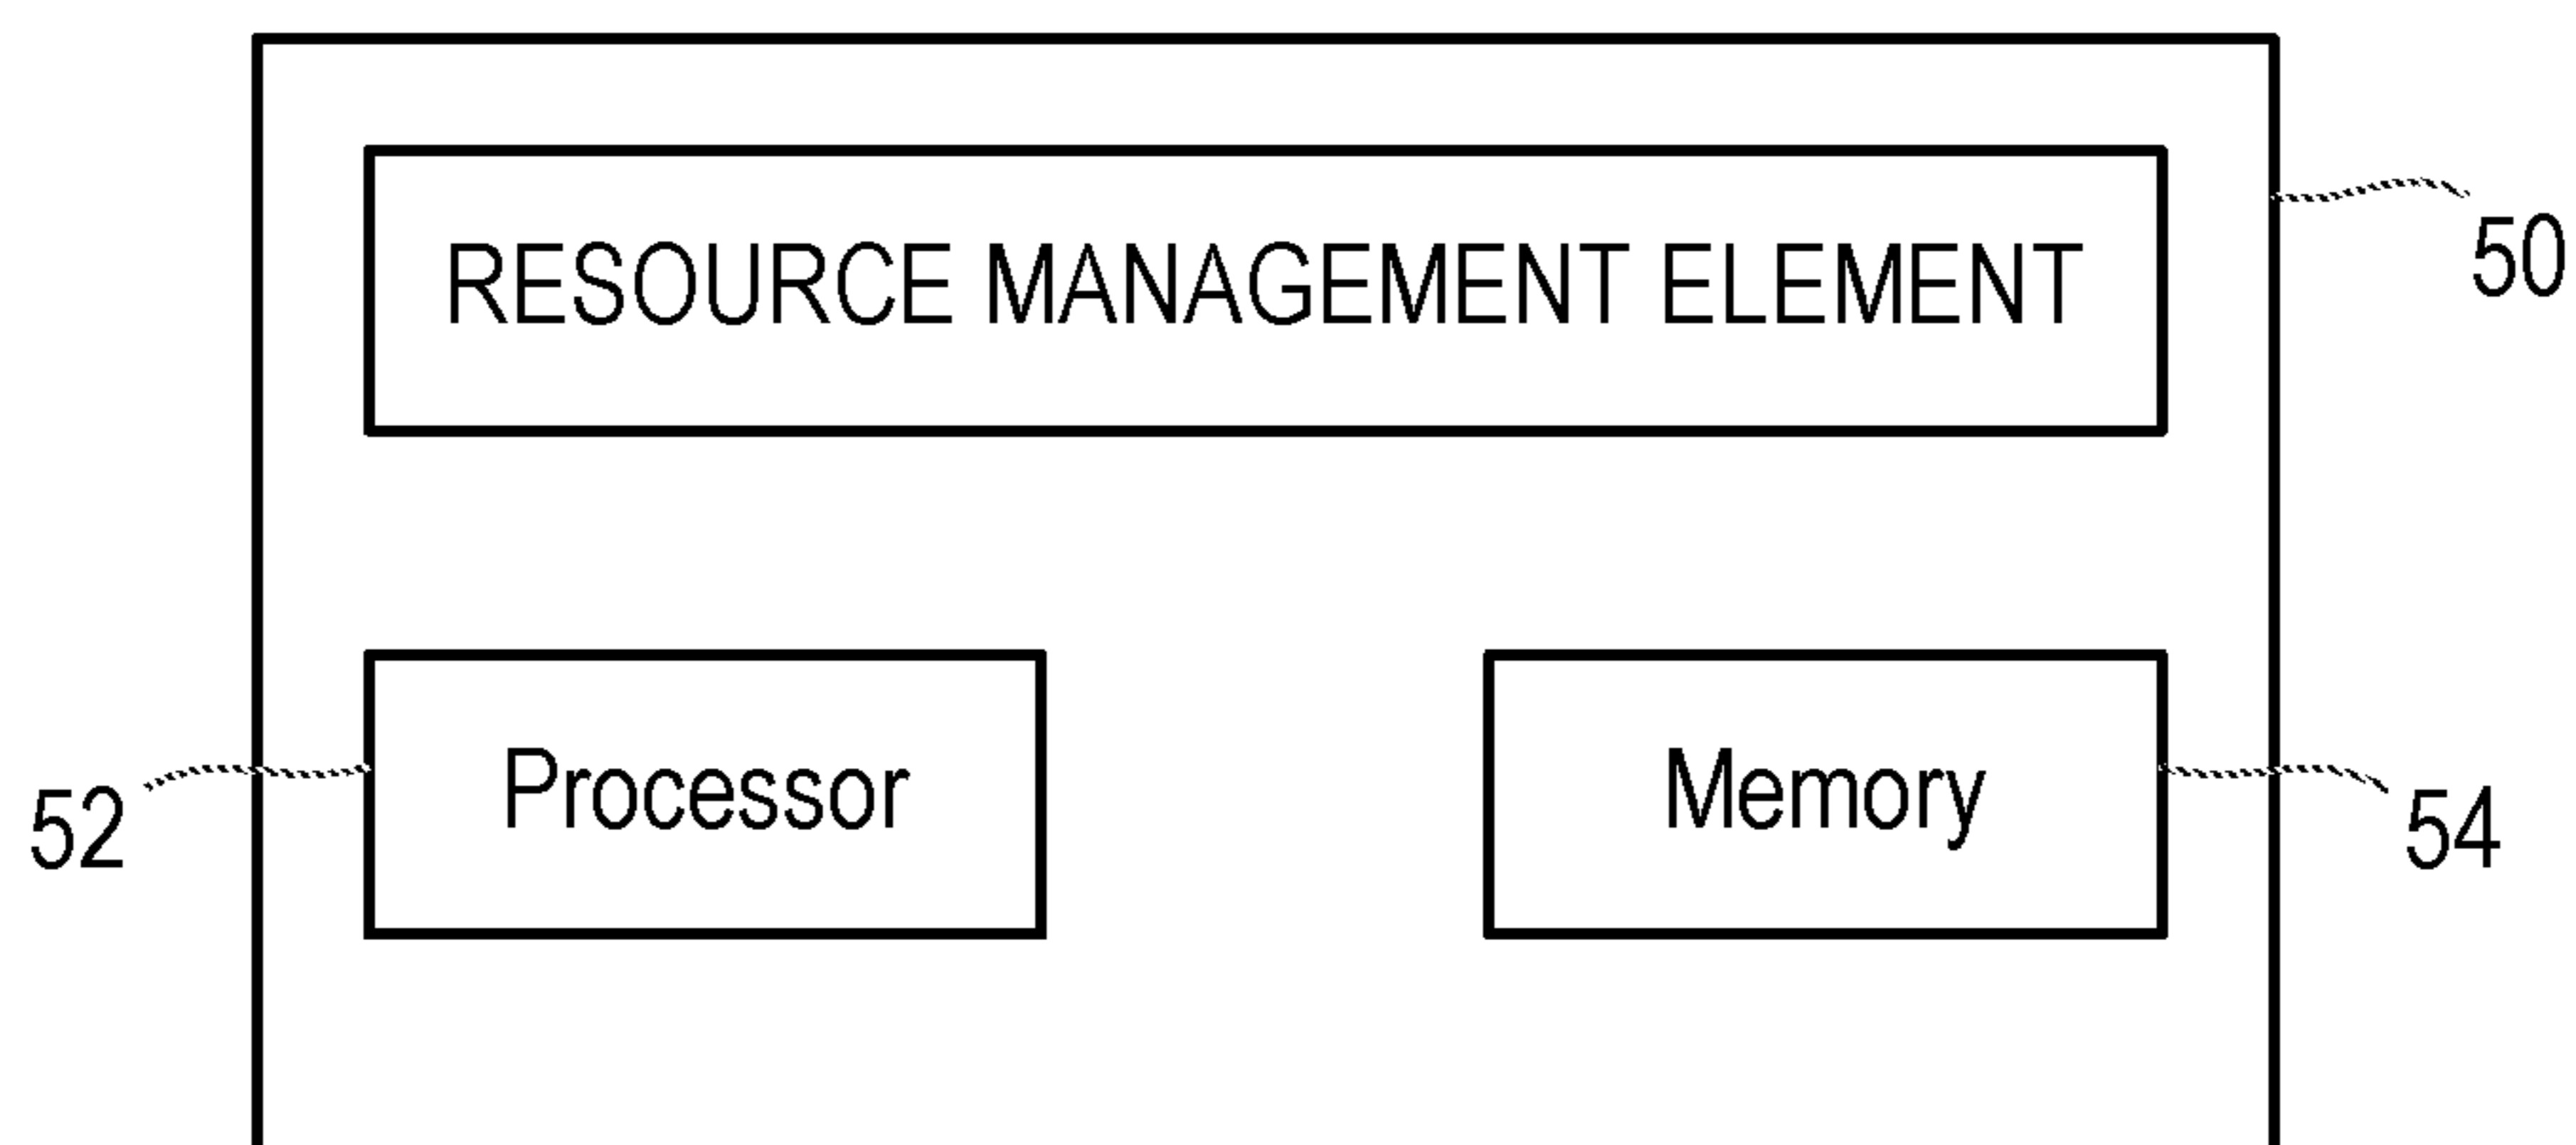 RESOURCE MANAGEMENT ELEMENT
50
Processor
Memory
52
54